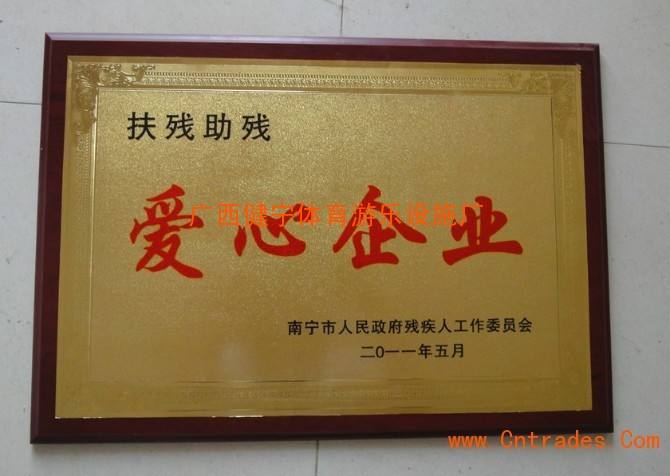 扶残助残
爱心企业
广西健宇体育游乐设施厂
南宁市人民政府残疾人工作委员会
二〇一一年五月
www.Cntrades.Com